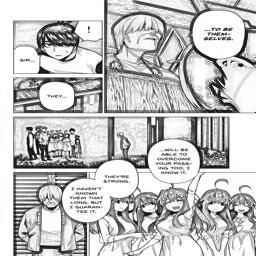 ...TO BE
THEM-
SELVES.
!
SIR...
THEY...
...WILL BE
ABLE TO
OVERCOME
YOUR PASS-
ING TOO. I
KNOW IT.
THEY'RE
STRONG.
I HAVEN'T
KNOWN THEM
THAT LONG, BUT
I GUARAN-
TEE IT.